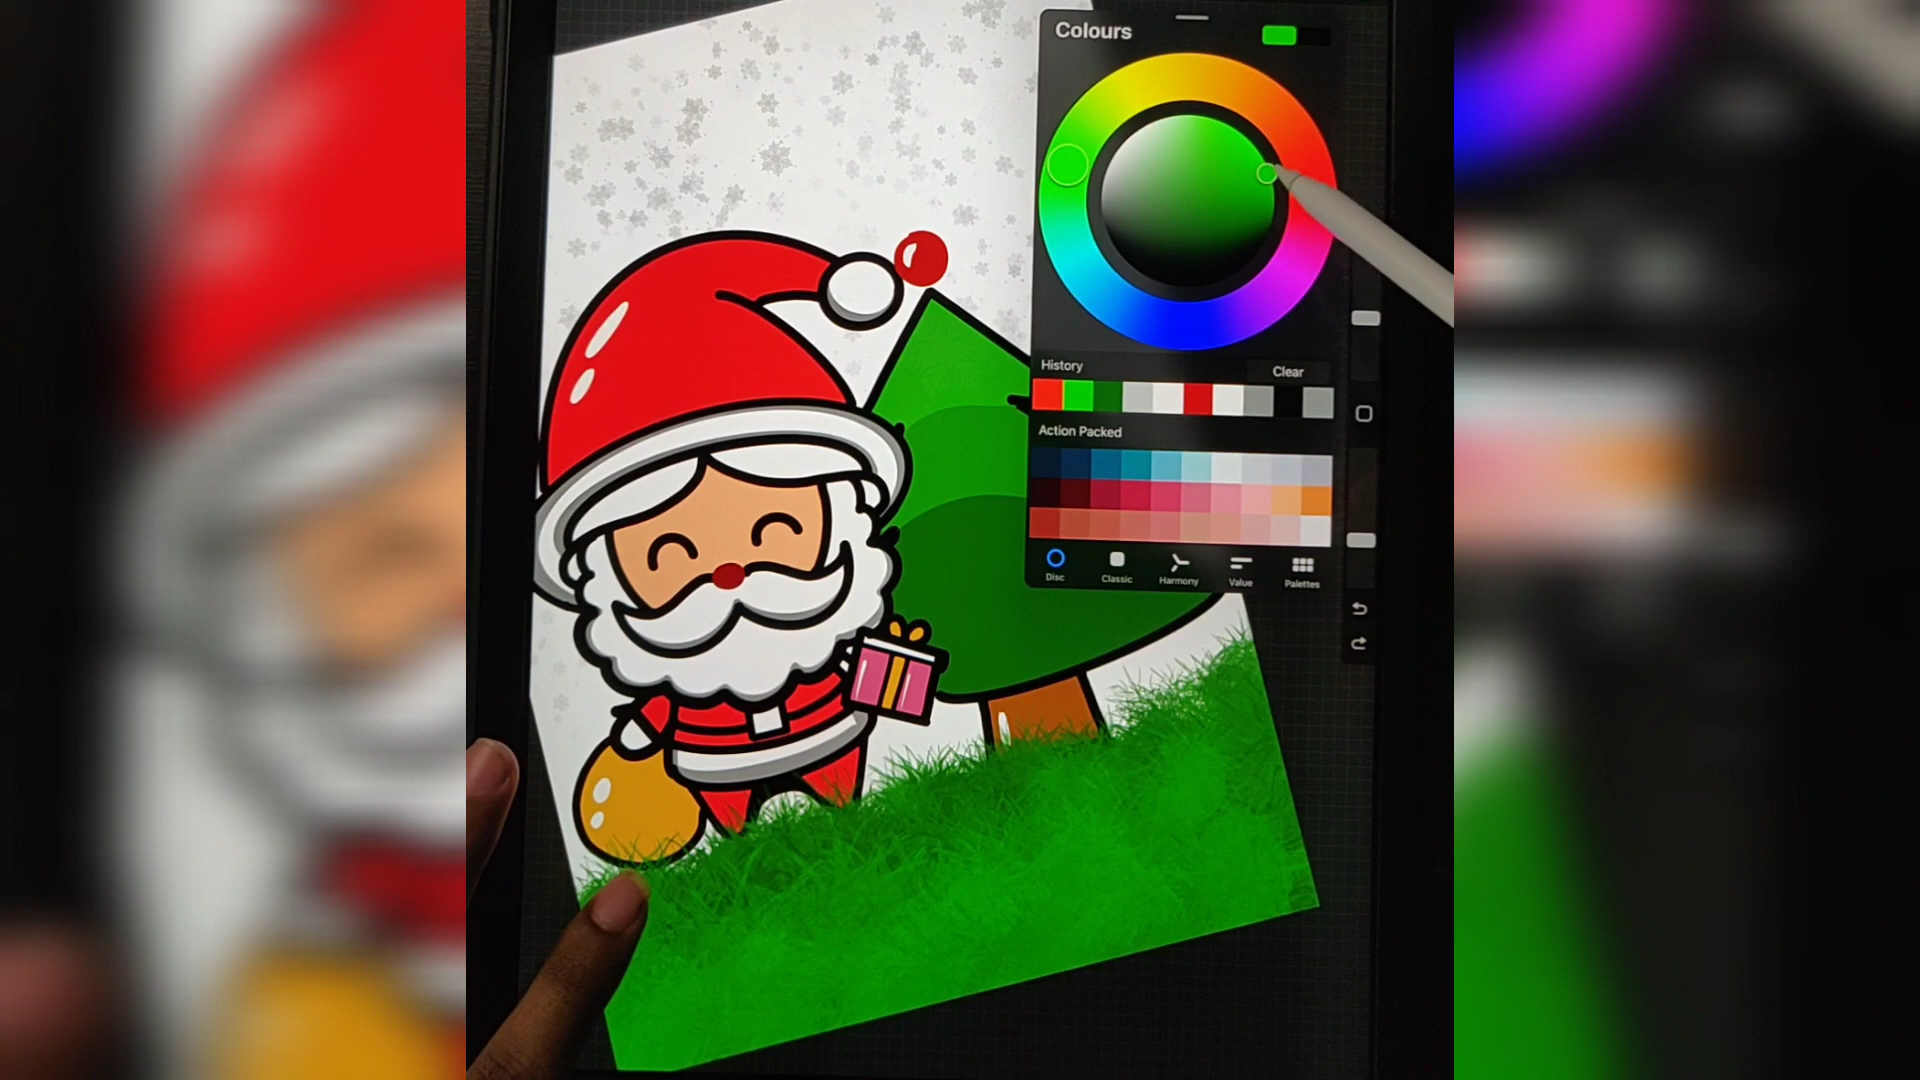 Colours
History
Clear
Action Packed
Disc
Classic
Harmony
Value
Palettes